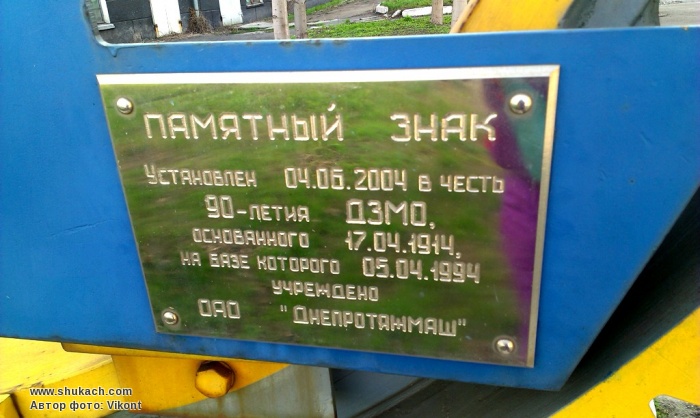 ПАМЯТНЫЙ ЗНАК
УСТАНОВЛЕН 04.06.2004 В ЧЕСТЬ
90-ЛЕТИЯ ДЗМО,
ОСНОВАННОГО 17.04.1914,
НА БАЗЕ КОТОРОГО 05.04.1994
УЧРЕЖДЕНО
ОАО "ДНЕПРОТЯЖМАШ"
www.shukach.com
Автор фото: Vikont